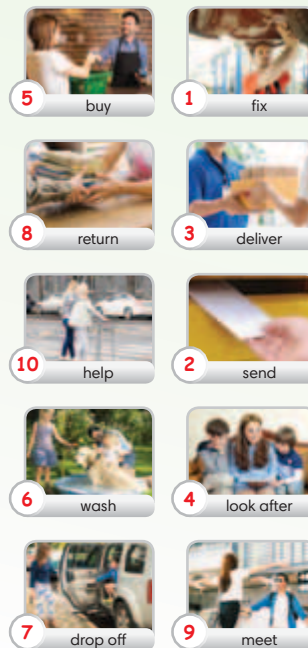 5 buy
1 fix
8 return
3 deliver
10 help
2 send
6 wash
4 look after
7 drop off
9 meet